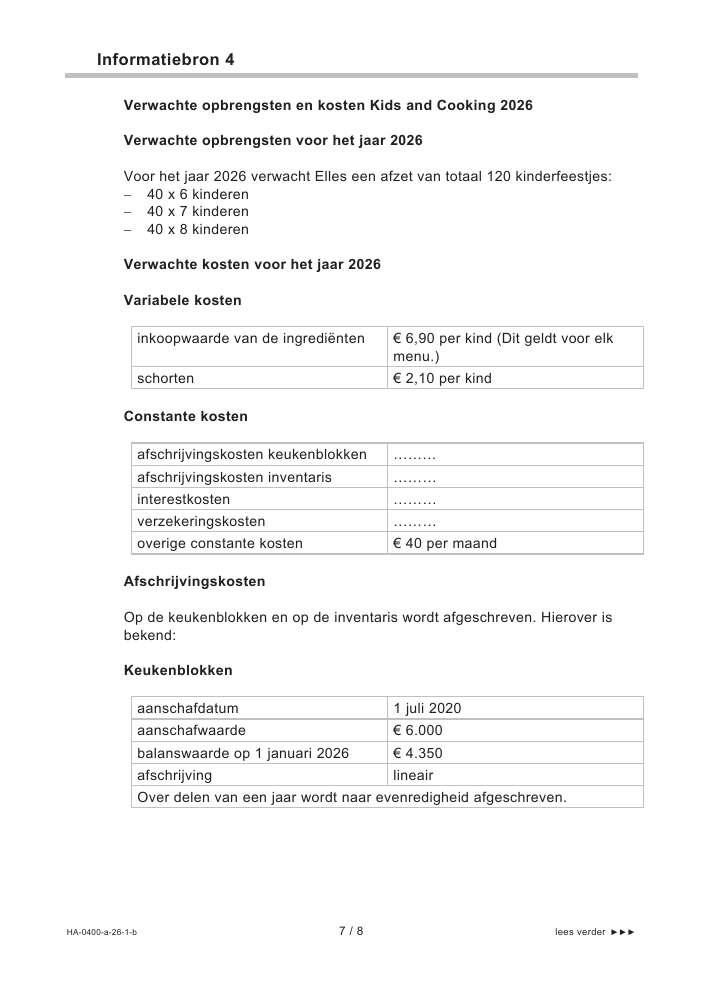 Informatiebron 4
Verwachte opbrengsten en kosten Kids and Cooking 2026
Verwachte opbrengsten voor het jaar 2026
Voor het jaar 2026 verwacht Elles een afzet van totaal 120 kinderfeestjes:
– 40 x 6 kinderen
– 40 x 7 kinderen
– 40 x 8 kinderen
Verwachte kosten voor het jaar 2026
Variabele kosten
inkoopwaarde van de ingrediënten € 6,90 per kind (Dit geldt voor elk
menu.)
schorten € 2,10 per kind
Constante kosten
afschrijvingskosten keukenblokken ………
afschrijvingskosten inventaris ………
interestkosten ………
verzekeringskosten ………
overige constante kosten € 40 per maand
Afschrijvingskosten
Op de keukenblokken en op de inventaris wordt afgeschreven. Hierover is
bekend:
Keukenblokken
aanschafdatum 1 juli 2020
aanschafwaarde € 6.000
balanswaarde op 1 januari 2026 € 4.350
afschrijving lineair
Over delen van een jaar wordt naar evenredigheid afgeschreven.
HA-0400-a-26-1-b 7 / 8 lees verder ►►►